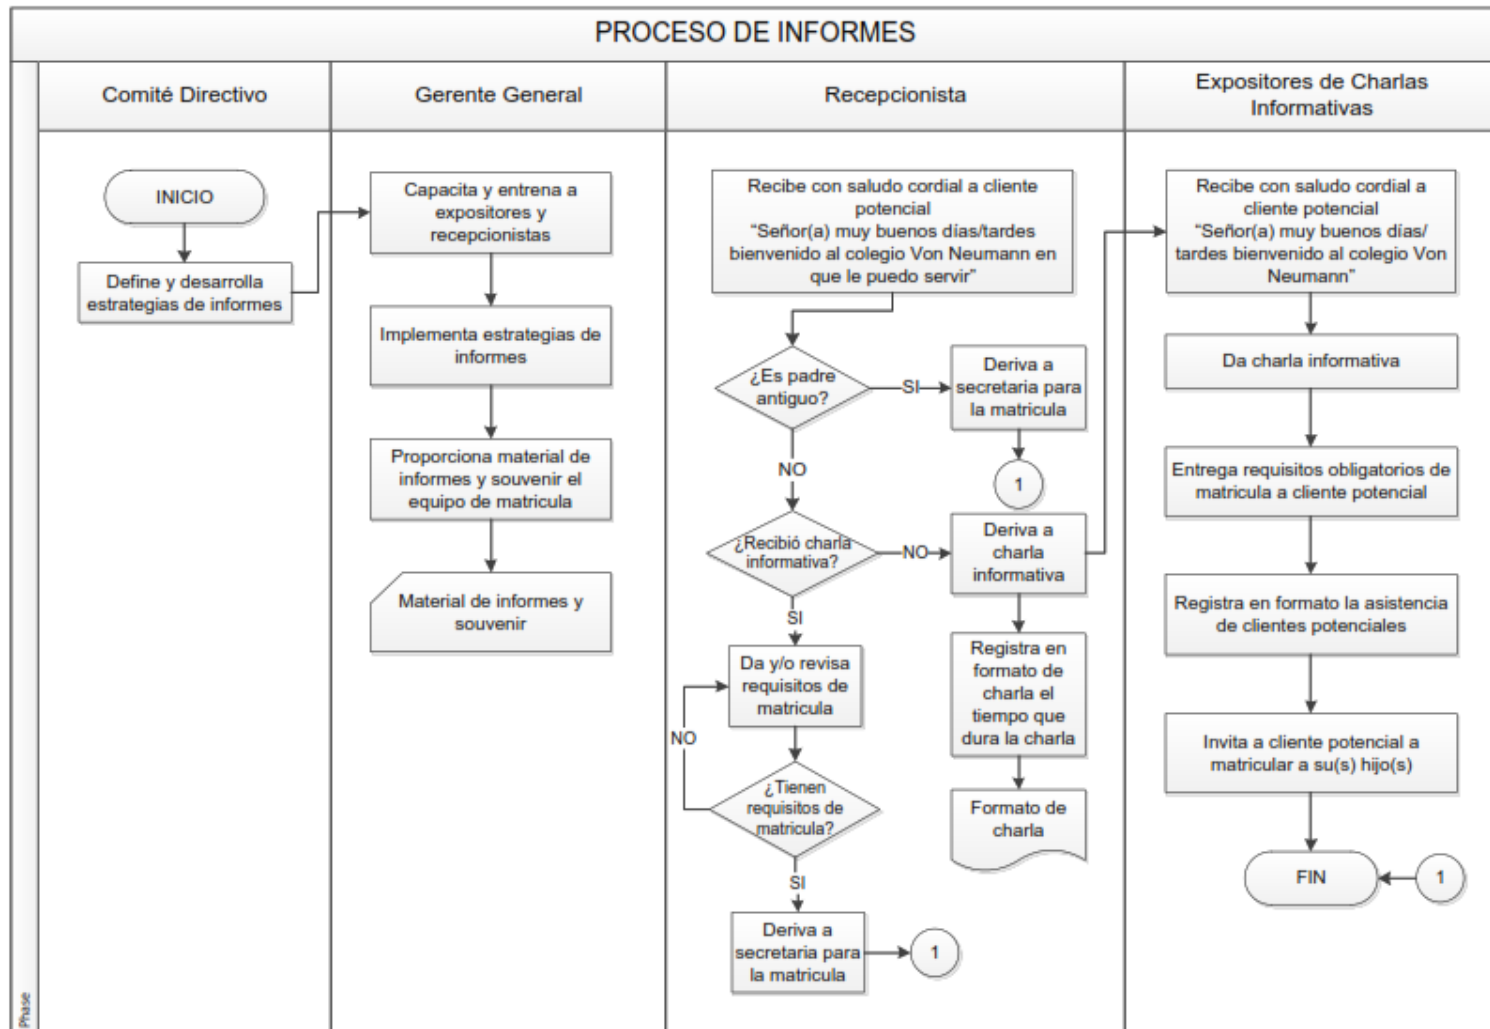 PROCESO DE INFORMES
Comité Directivo
Gerente General
Recepcionista
Expositores de Charlas
Informativas
INICIO
Define y desarrolla
estrategias de informes
Capacita y entrena a
expositores y
recepcionistas
Implementa estrategias de
informes
Proporciona material de
informes y souvenir el
equipo de matricula
Material de informes y
souvenir
Recibe con saludo cordial a cliente
potencial
“Señor(a) muy buenos días/tardes
bienvenido al colegio Von Neumann en
que le puedo servir”
¿Es padre
antiguo?
SI
Deriva a
secretaria para
la matricula
1
NO
¿Recibió charla
informativa?
NO
Deriva a
charla
informativa
SI
Registra en
formato de
charla el
tiempo que
dura la charla
Formato de
charla
Da y/o revisa
requisitos de
matricula
NO
¿Tienen
requisitos de
matricula?
SI
Deriva a
secretaria para
la matricula
1
Recibe con saludo cordial a
cliente potencial
“Señor(a) muy buenos días/
tardes bienvenido al colegio Von
Neumann”
Da charla informativa
Entrega requisitos obligatorios de
matricula a cliente potencial
Registra en formato la asistencia
de clientes potenciales
Invita a cliente potencial a
matricular a su(s) hijo(s)
FIN
1
Phase